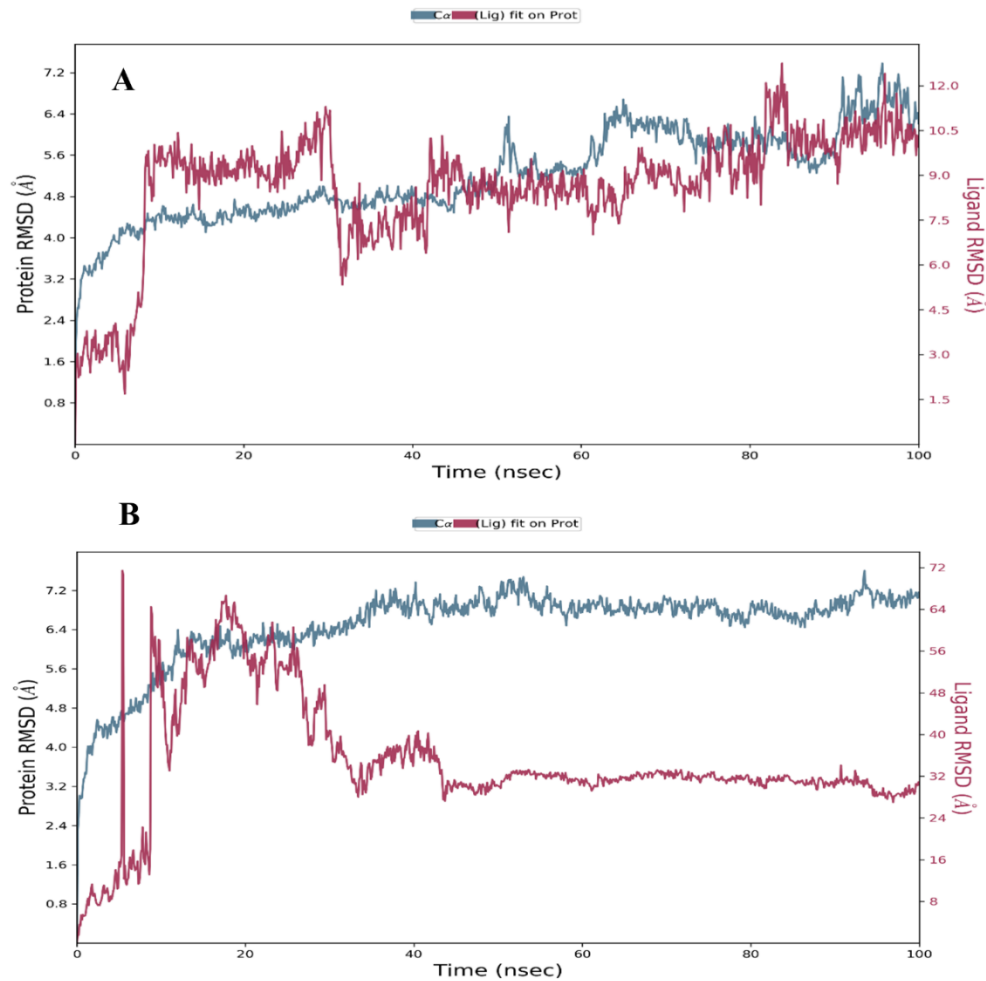 Cα (Lig) fit on Prot
A
7.2
6.4
5.6
4.8
4.0
3.2
2.4
1.6
0.8
Protein RMSD (Å)
12.0
10.5
9.0
7.5
6.0
4.5
3.0
1.5
Ligand RMSD (Å)
0 20 40 60 80 100
Time (nsec)
B
Cα (Lig) fit on Prot
7.2
6.4
5.6
4.8
4.0
3.2
2.4
1.6
0.8
Protein RMSD (Å)
72
64
56
48
40
32
24
16
8
Ligand RMSD (Å)
0 20 40 60 80 100
Time (nsec)